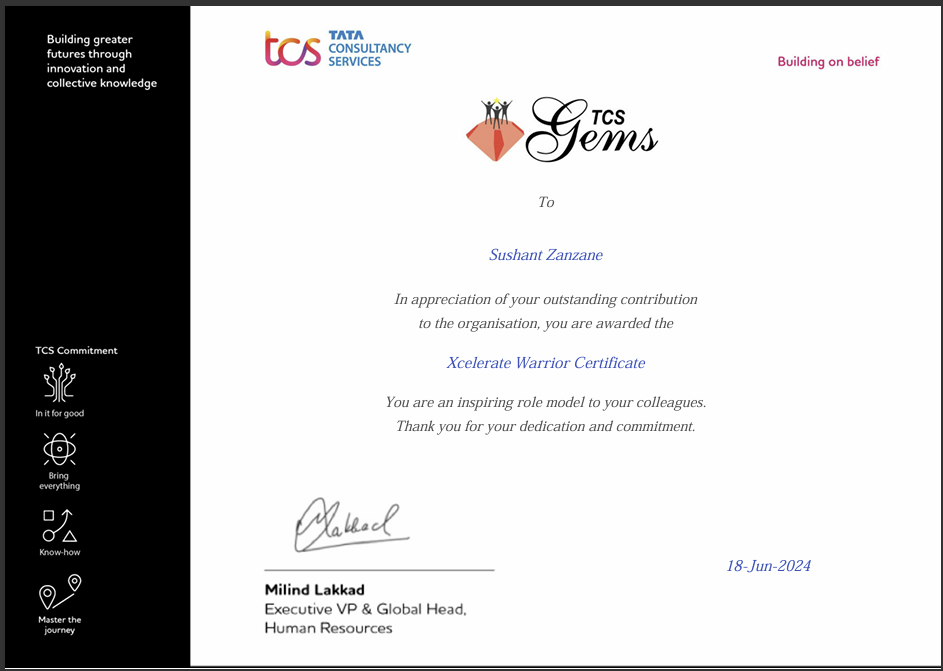 Building greater
futures through
innovation and
collective knowledge
tcs TATA
CONSULTANCY
SERVICES
Building on belief
TCS
Gems
To
Sushant Zanzane
In appreciation of your outstanding contribution
to the organisation, you are awarded the
Xcelerate Warrior Certificate
You are an inspiring role model to your colleagues.
Thank you for your dedication and commitment.
TCS Commitment
In it for good
Bring
everything
Know-how
Master the
journey
Lakkad
Milind Lakkad
Executive VP & Global Head,
Human Resources
18-Jun-2024